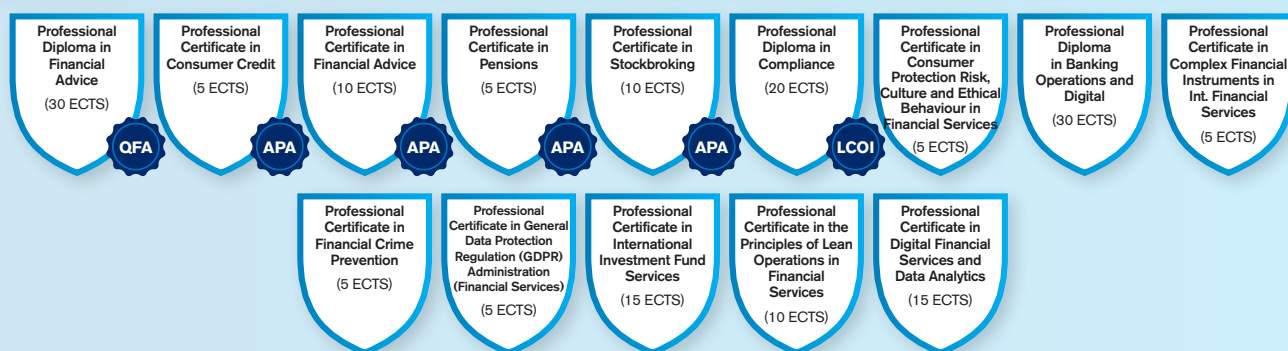 Professional
Diploma in
Financial
Advice
(30 ECTS)
QFA
Professional
Certificate in
Consumer Credit
(5 ECTS)
APA
Professional
Certificate in
Financial Advice
(10 ECTS)
APA
Professional
Certificate in
Pensions
(5 ECTS)
APA
Professional
Certificate in
Stockbroking
(10 ECTS)
APA
Professional
Diploma in
Compliance
(20 ECTS)
LCOI
Professional
Certificate in
Consumer
Protection Risk,
Culture and Ethical
Behaviour in
Financial Services
(5 ECTS)
Professional
Diploma
in Banking
Operations and
Digital
(30 ECTS)
Professional
Certificate in
Complex Financial
Instruments in
Int. Financial
Services
(5 ECTS)
Professional
Certificate in
Financial Crime
Prevention
(5 ECTS)
Professional
Certificate in General
Data Protection
Regulation (GDPR)
Administration
(Financial Services)
(5 ECTS)
Professional
Certificate in
International
Investment Fund
Services
(15 ECTS)
Professional
Certificate in the
Principles of Lean
Operations in
Financial
Services
(10 ECTS)
Professional
Certificate in
Digital Financial
Services and
Data Analytics
(15 ECTS)